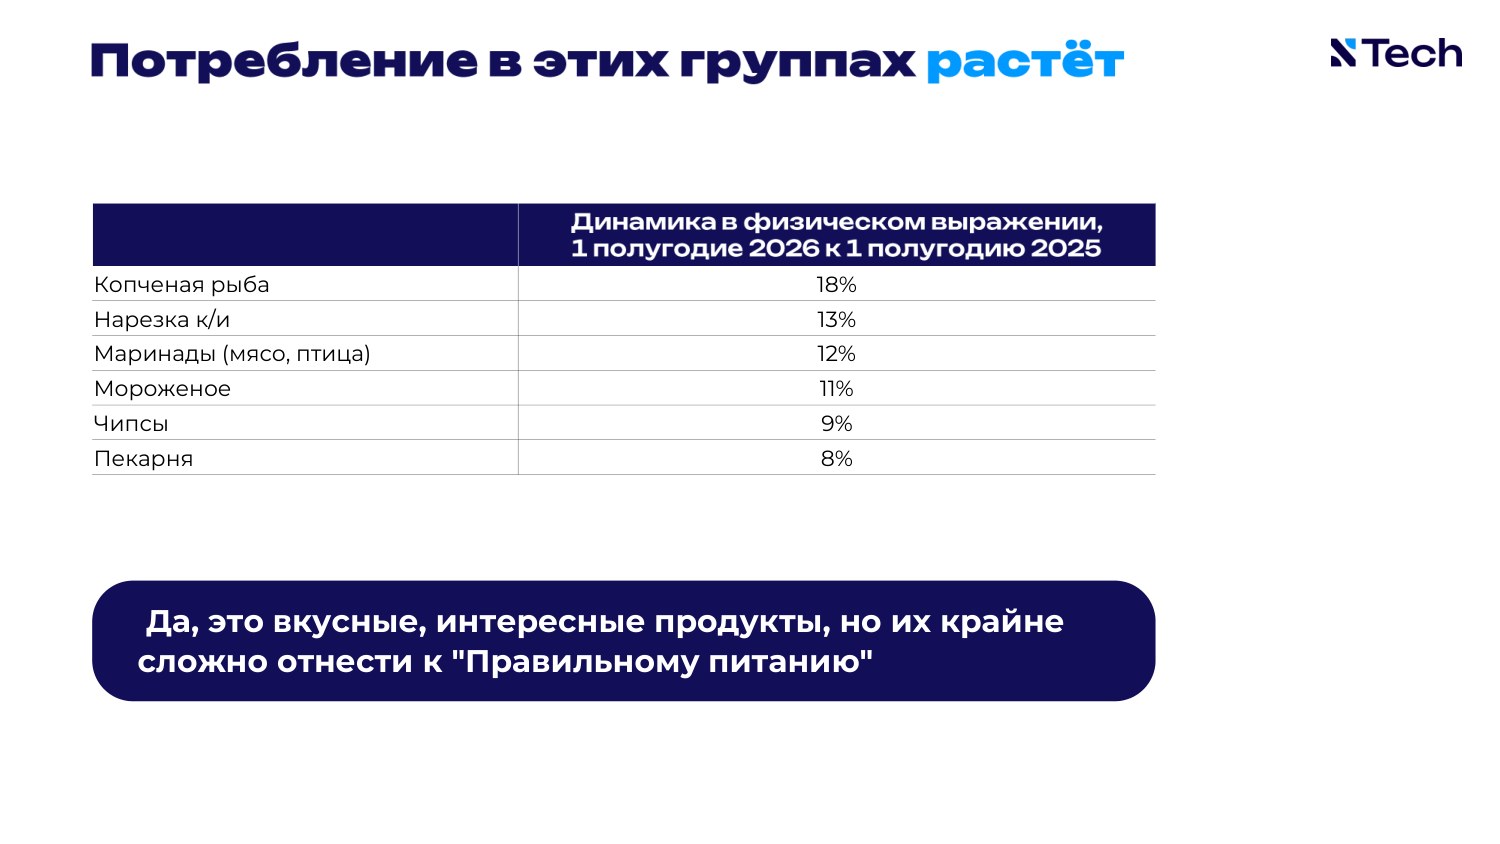 Потребление в этих группах растёт
Tech
Динамика в физическом выражении,
1 полугодие 2026 к 1 полугодию 2025
Копченая рыба 18%
Нарезка к/и 13%
Маринады (мясо, птица) 12%
Мороженое 11%
Чипсы 9%
Пекарня 8%
Да, это вкусные, интересные продукты, но их крайне
сложно отнести к "Правильному питанию"